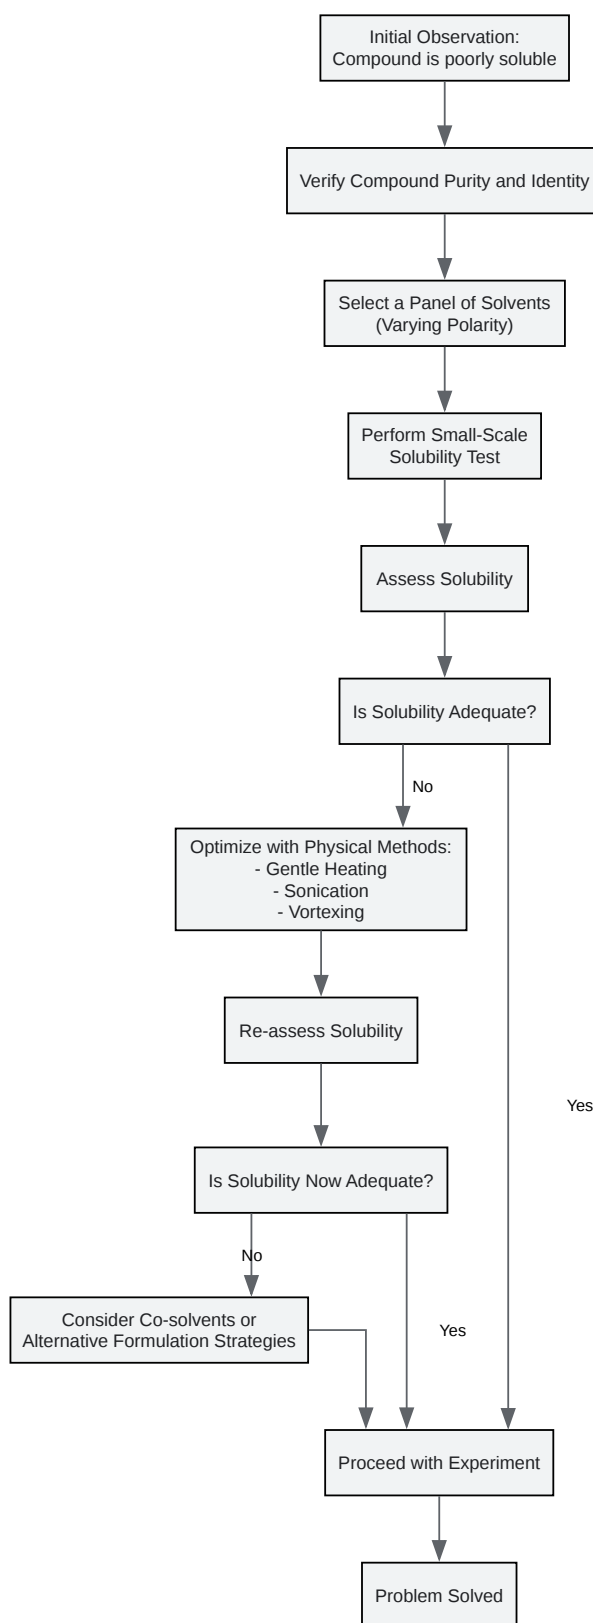 Initial Observation:
Compound is poorly soluble
Verify Compound Purity and Identity
Select a Panel of Solvents
(Varying Polarity)
Perform Small-Scale
Solubility Test
Assess Solubility
Is Solubility Adequate?
No
Optimize with Physical Methods:
- Gentle Heating
- Sonication
- Vortexing
Re-assess Solubility
Yes
Is Solubility Now Adequate?
No
Consider Co-solvents or
Alternative Formulation Strategies
Yes
Proceed with Experiment
Problem Solved